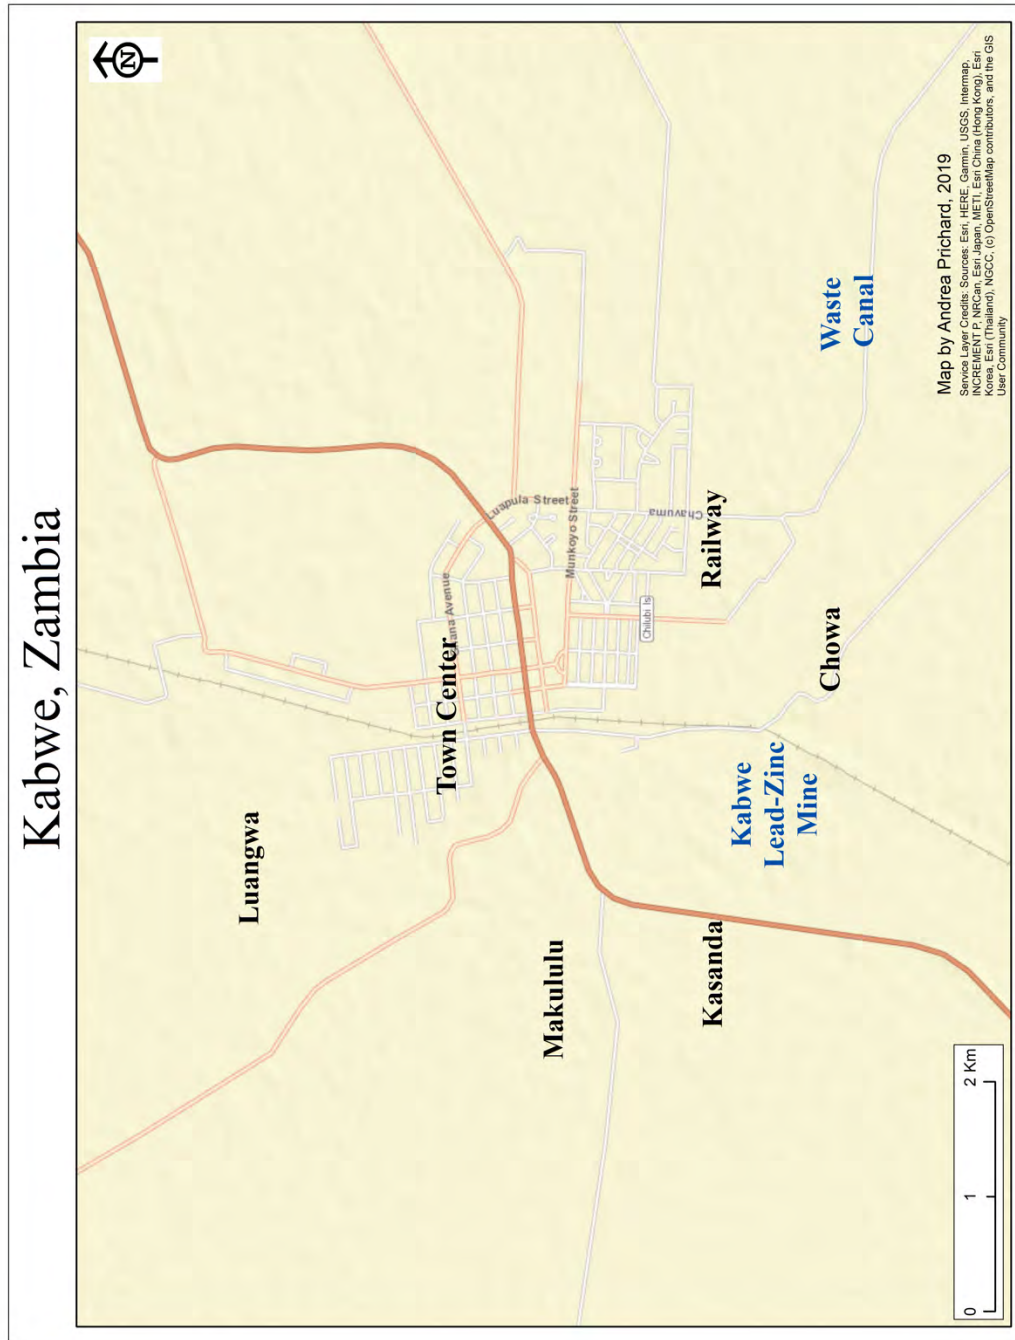 Kabwe, Zambia
N
Luangwa
Town Center
Luapula Street
Munkoyo Street
Makululu
Chilubi Is
Chavuma
Kasanda
Railway
Kabwe
Lead-Zinc
Mine
Chowa
Waste
Canal
0 1 2 Km
Map by Andrea Prichard, 2019
Service Layer Credits: Sources: Esri, HERE, Garmin, USGS, Intermap,
INCREMENT P, NRCan, Esri Japan, METI, Esri China (Hong Kong), Esri
Korea, Esri (Thailand), NGCC, (c) OpenStreetMap contributors, and the GIS
User Community